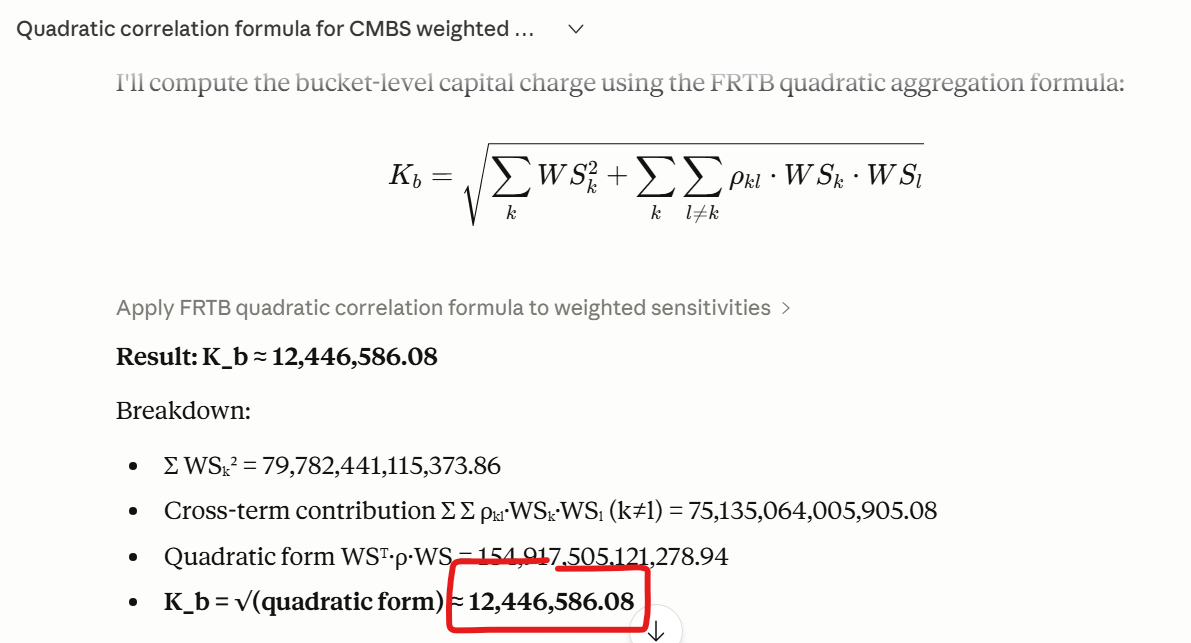 Quadratic correlation formula for CMBS weighted ...
I'll compute the bucket-level capital charge using the FRTB quadratic aggregation formula:
K_b = √(∑_k WS_k² + ∑_k ∑_{l≠k} ρ_kl · WS_k · WS_l)
Apply FRTB quadratic correlation formula to weighted sensitivities >
Result: K_b ≈ 12,446,586.08
Breakdown:
• Σ WSₖ² = 79,782,441,115,373.86
• Cross-term contribution Σ Σ ρₖₗ·WSₖ·WSₗ (k≠l) = 75,135,064,005,905.08
• Quadratic form WSᵀ·ρ·WS = 154,917,505,121,278.94
• K_b = √(quadratic form) ≈ 12,446,586.08